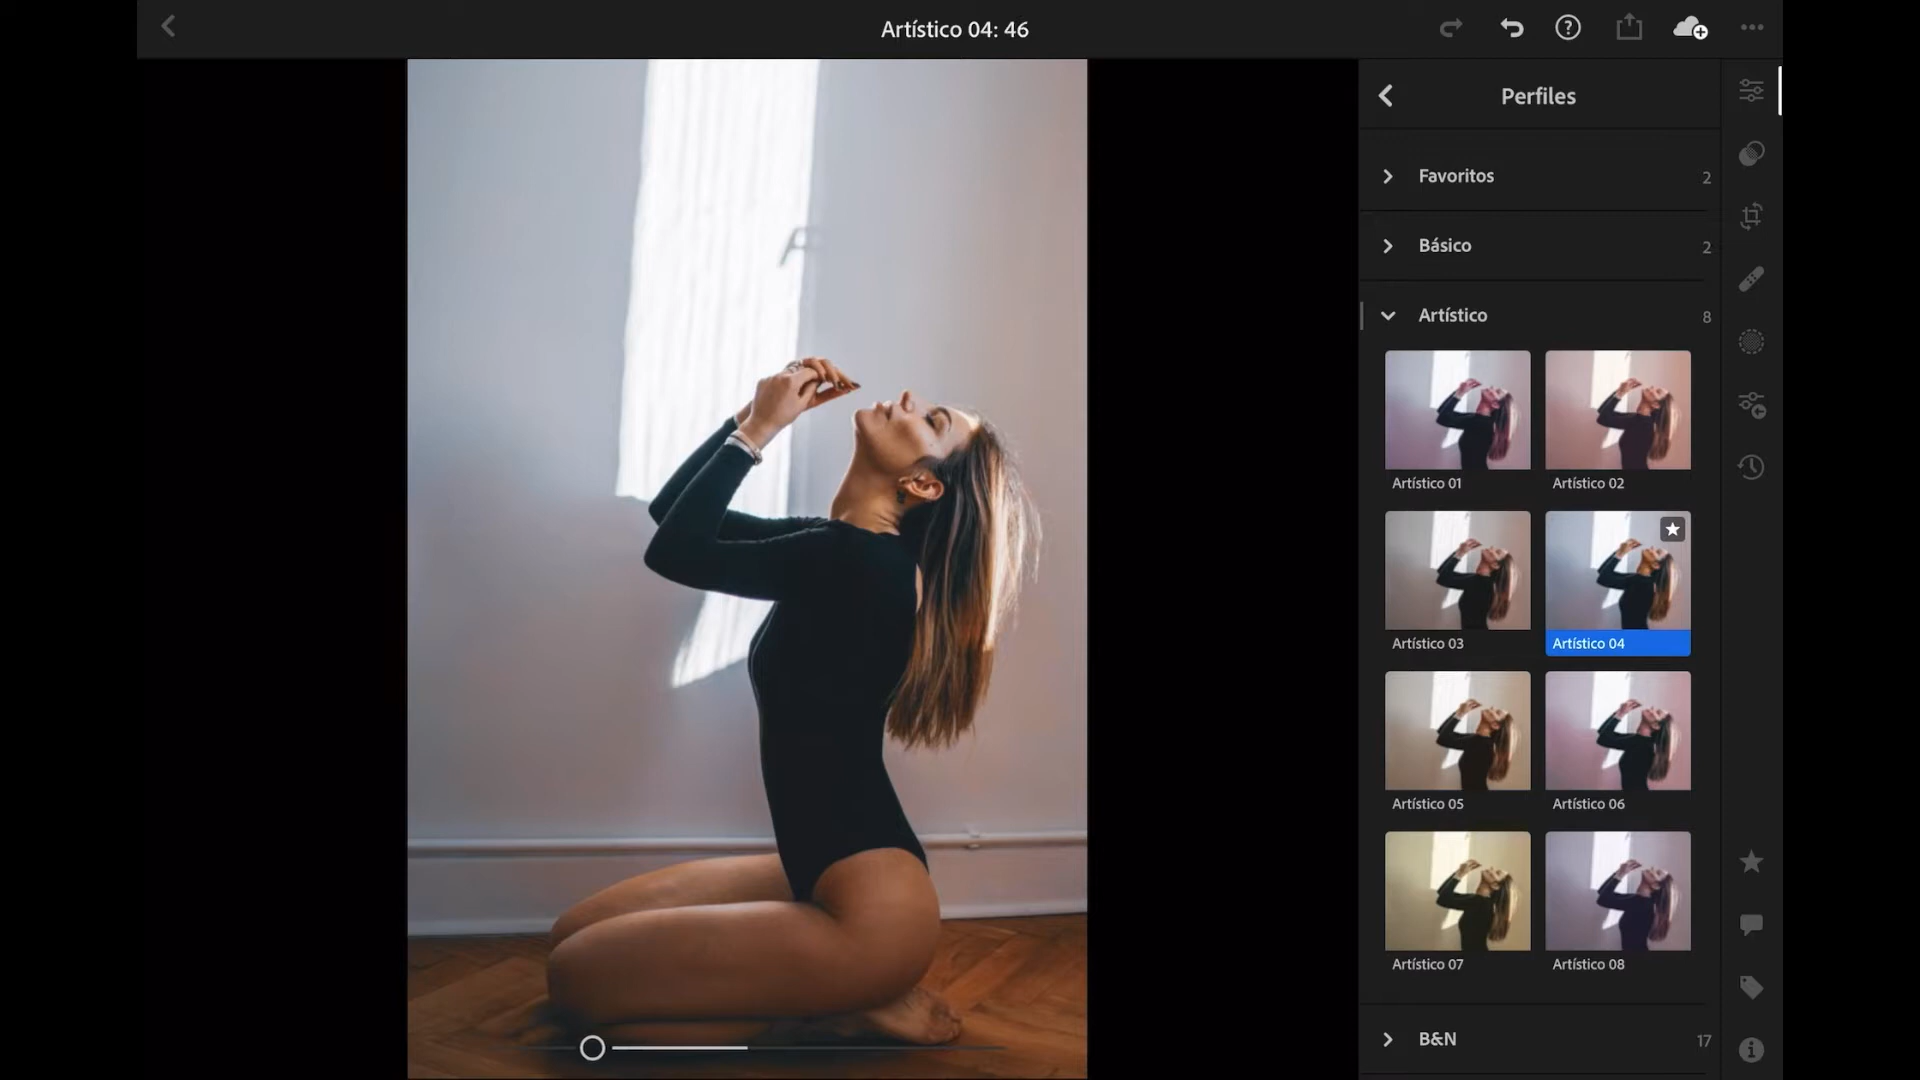 Artístico 04: 46
Perfiles
Favoritos 2
Básico 2
Artístico 8
Artístico 01
Artístico 02
Artístico 03
Artístico 04
Artístico 05
Artístico 06
Artístico 07
Artístico 08
B&N 17